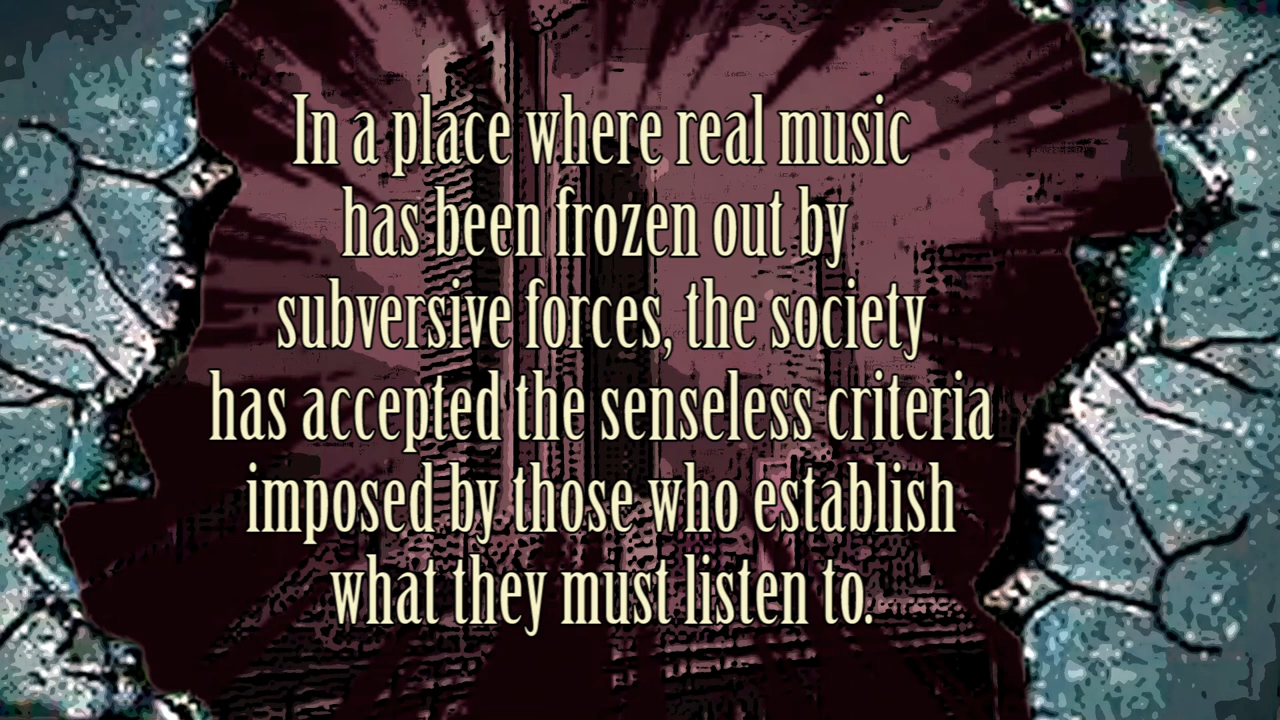 In a place where real music
has been frozen out by
subversive forces, the society
has accepted the senseless criteria
imposed by those who establish
what they must listen to.